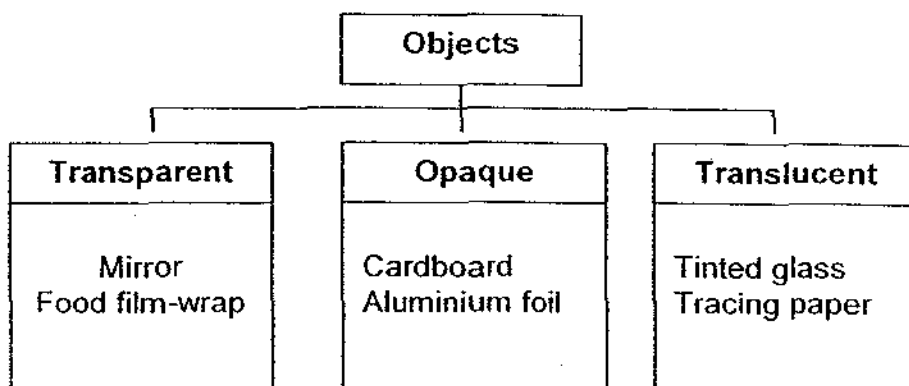 Objects
Transparent
Opaque
Translucent
Mirror
Food film-wrap
Cardboard
Aluminium foil
Tinted glass
Tracing paper